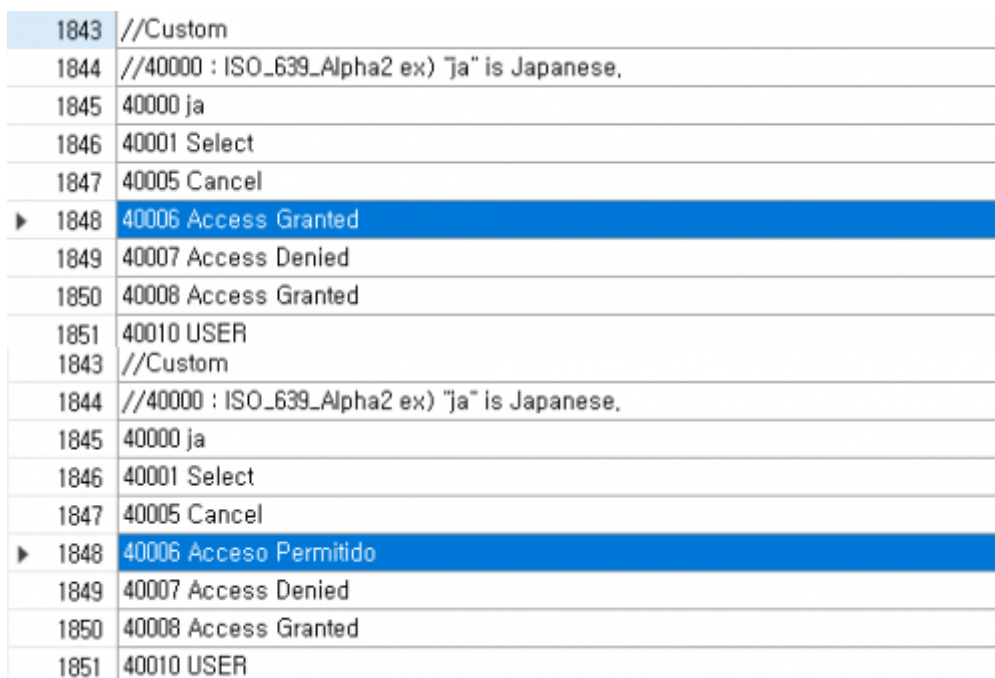 1843 //Custom
1844 //40000 : ISO_639_Alpha2 ex) "ja" is Japanese,
1845 40000 ja
1846 40001 Select
1847 40005 Cancel
1848 40006 Access Granted
1849 40007 Access Denied
1850 40008 Access Granted
1851 40010 USER
1843 //Custom
1844 //40000 : ISO_639_Alpha2 ex) "ja" is Japanese,
1845 40000 ja
1846 40001 Select
1847 40005 Cancel
1848 40006 Acceso Permitido
1849 40007 Access Denied
1850 40008 Access Granted
1851 40010 USER